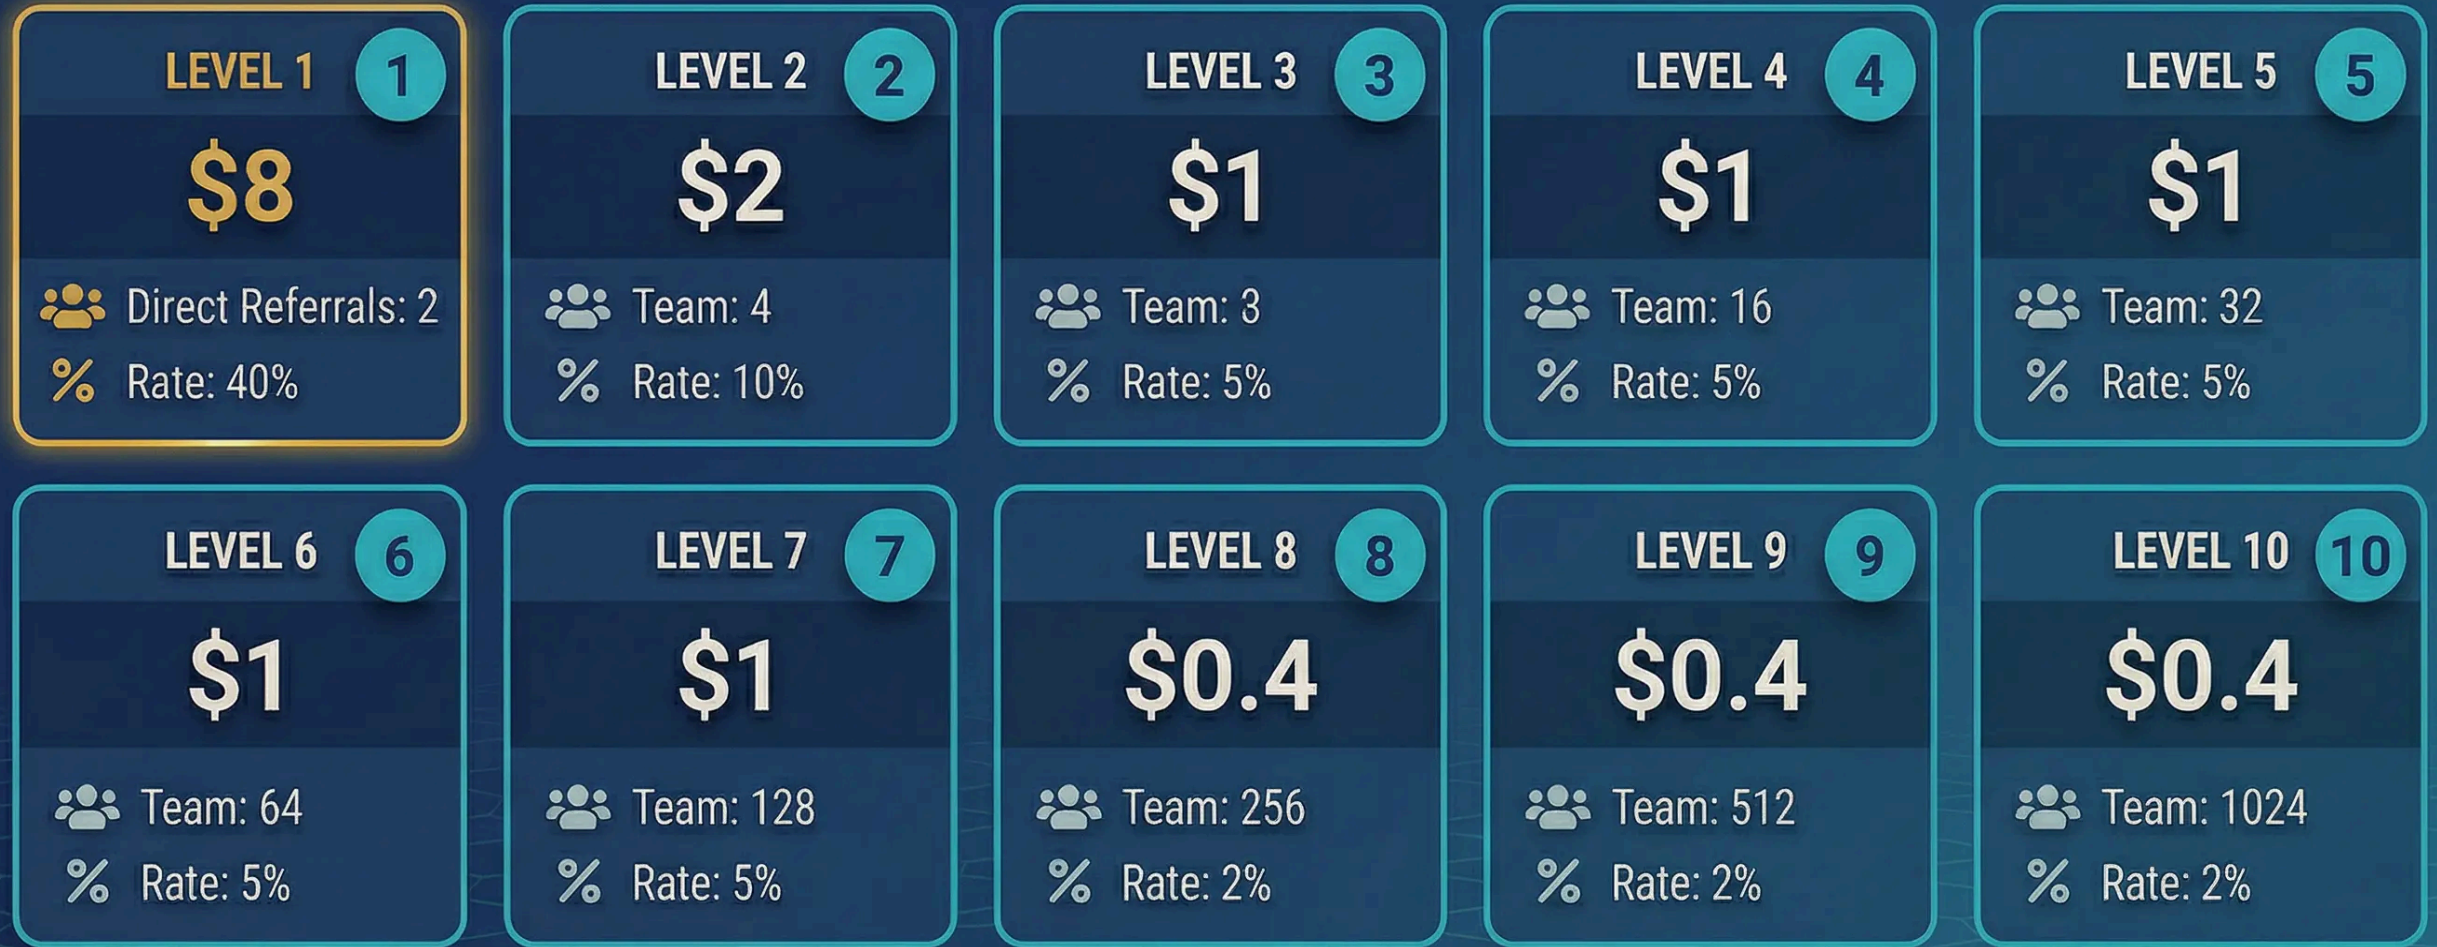 LEVEL 1 1
$8
Direct Referrals: 2
Rate: 40%
LEVEL 2 2
$2
Team: 4
Rate: 10%
LEVEL 3 3
$1
Team: 3
Rate: 5%
LEVEL 4 4
$1
Team: 16
Rate: 5%
LEVEL 5 5
$1
Team: 32
Rate: 5%
LEVEL 6 6
$1
Team: 64
Rate: 5%
LEVEL 7 7
$1
Team: 128
Rate: 5%
LEVEL 8 8
$0.4
Team: 256
Rate: 2%
LEVEL 9 9
$0.4
Team: 512
Rate: 2%
LEVEL 10 10
$0.4
Team: 1024
Rate: 2%